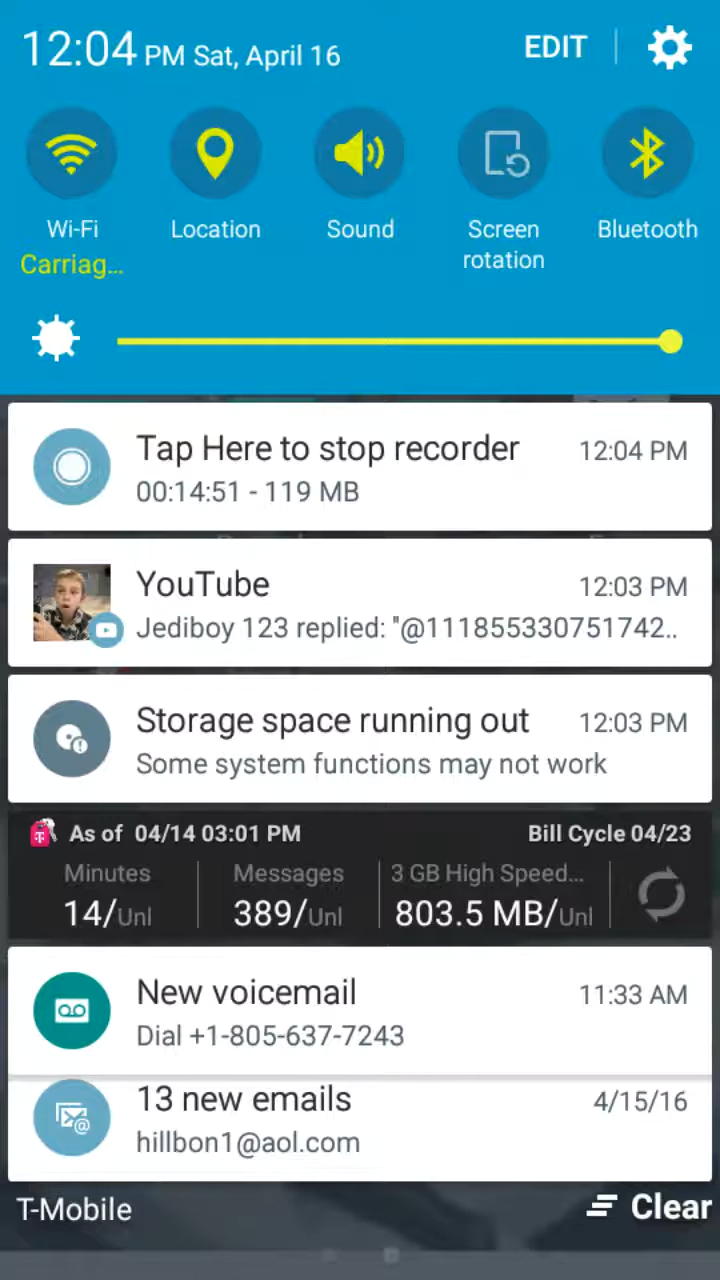 12:04 PM Sat, April 16 EDIT
Wi-Fi Location Sound Screen rotation Bluetooth
Carriag...
Tap Here to stop recorder 12:04 PM
00:14:51 - 119 MB
YouTube 12:03 PM
Jediboy 123 replied: "@111855330751742..
Storage space running out 12:03 PM
Some system functions may not work
As of 04/14 03:01 PM Bill Cycle 04/23
Minutes Messages 3 GB High Speed...
14/Unl 389/Unl 803.5 MB/Unl
New voicemail 11:33 AM
Dial +1-805-637-7243
13 new emails 4/15/16
hillbon1@aol.com
T-Mobile Clear